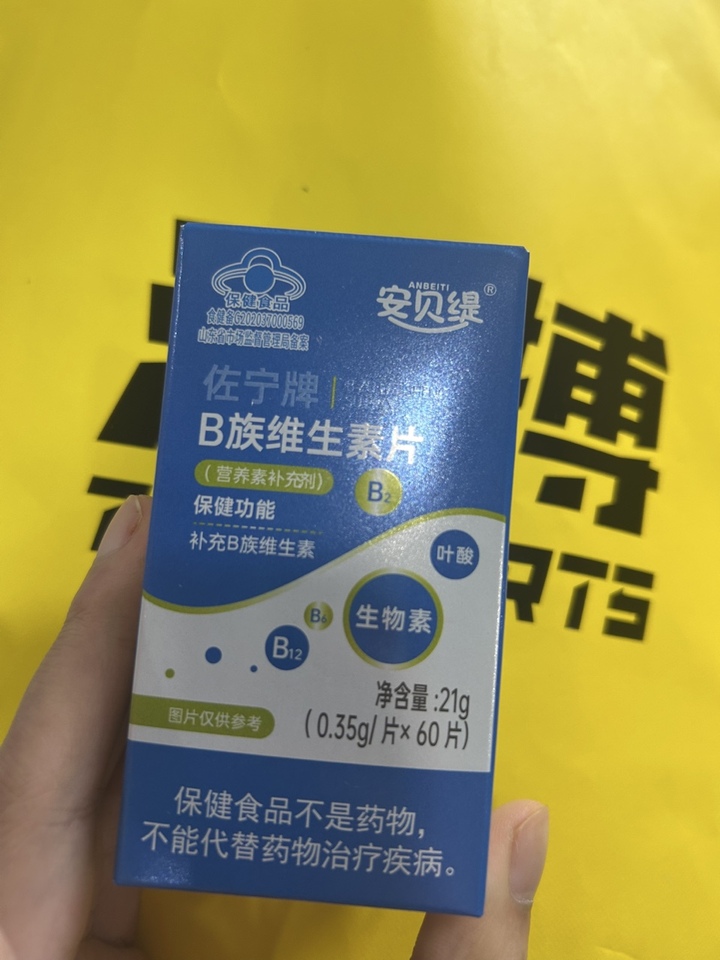 保健食品
食健备G202037000569
山东省市场监督管理局备案
ANBEITI
安贝缇®
佐宁牌
B族维生素片
(营养素补充剂)
保健功能
补充B族维生素
B2
叶酸
生物素
B6
B12
净含量:21g
(0.35g/片×60片)
图片仅供参考
保健食品不是药物,
不能代替药物治疗疾病。
博
RTS